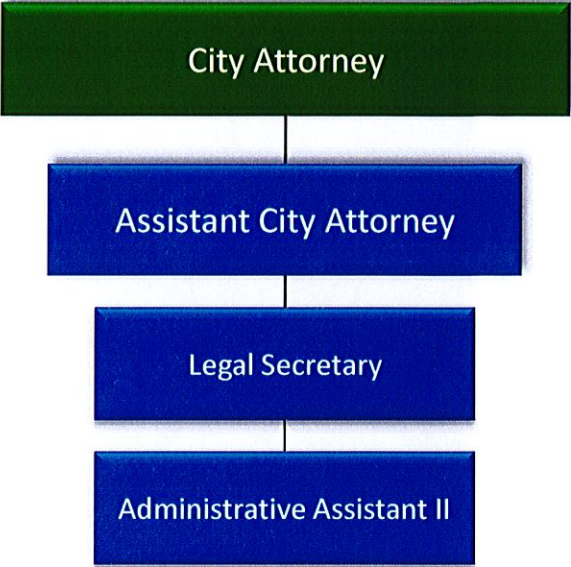 City Attorney
Assistant City Attorney
Legal Secretary
Administrative Assistant II